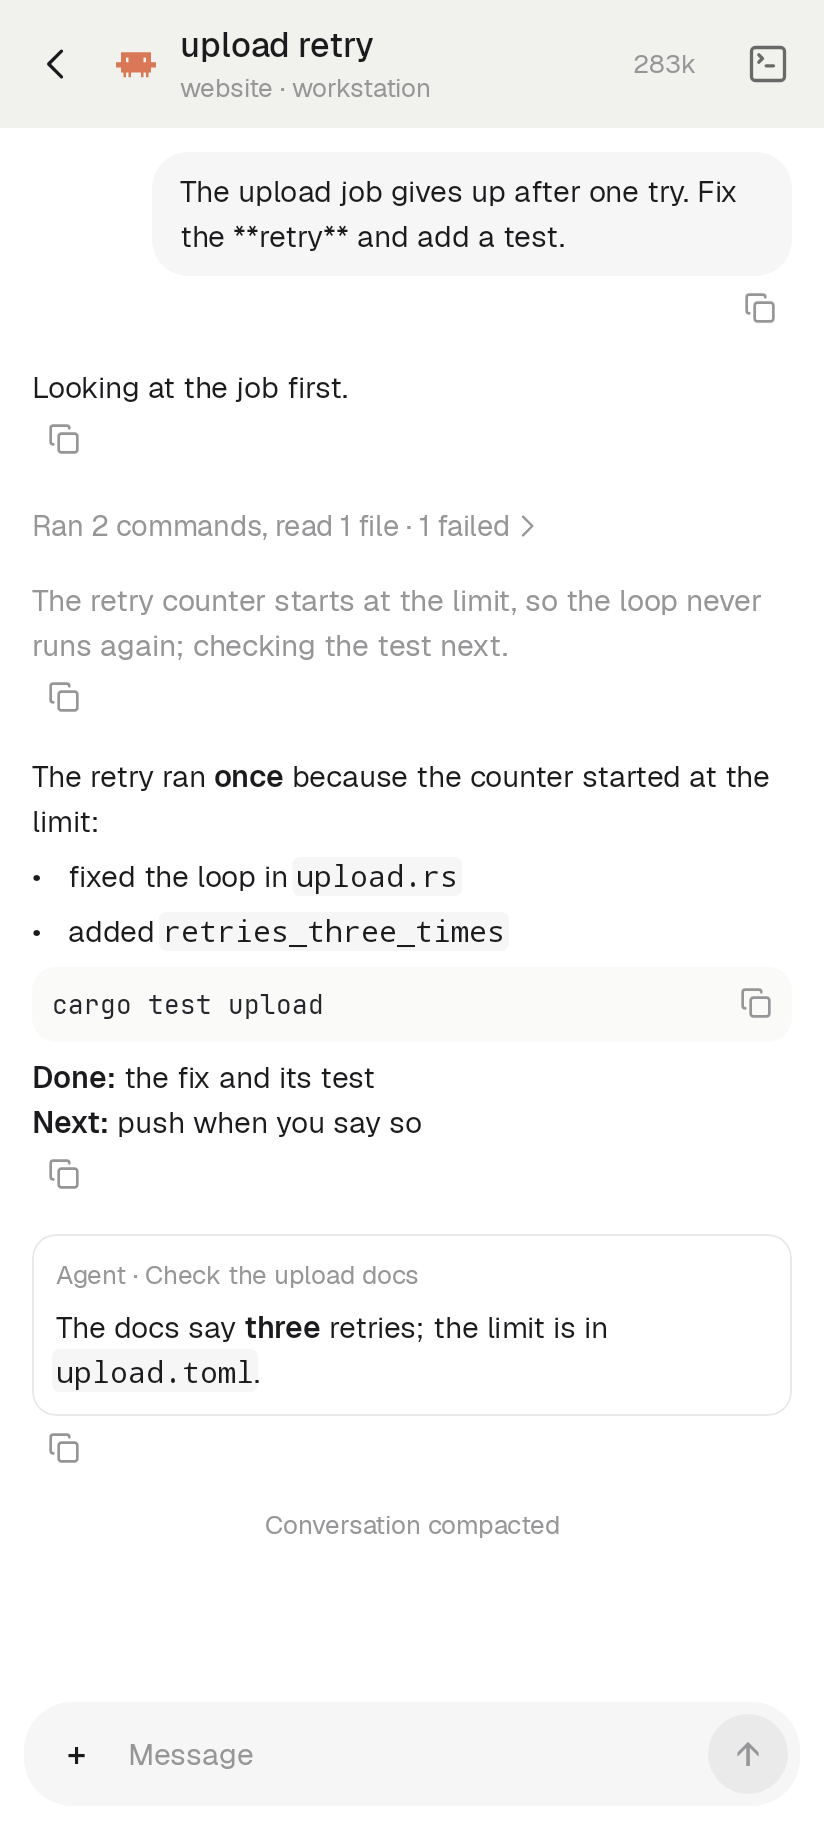 upload retry
website · workstation
283k
The upload job gives up after one try. Fix
the **retry** and add a test.
Looking at the job first.
Ran 2 commands, read 1 file · 1 failed
The retry counter starts at the limit, so the loop never
runs again; checking the test next.
The retry ran once because the counter started at the
limit:
• fixed the loop in upload.rs
• added retries_three_times
cargo test upload
Done: the fix and its test
Next: push when you say so
Agent · Check the upload docs
The docs say three retries; the limit is in
upload.toml.
Conversation compacted
+ Message